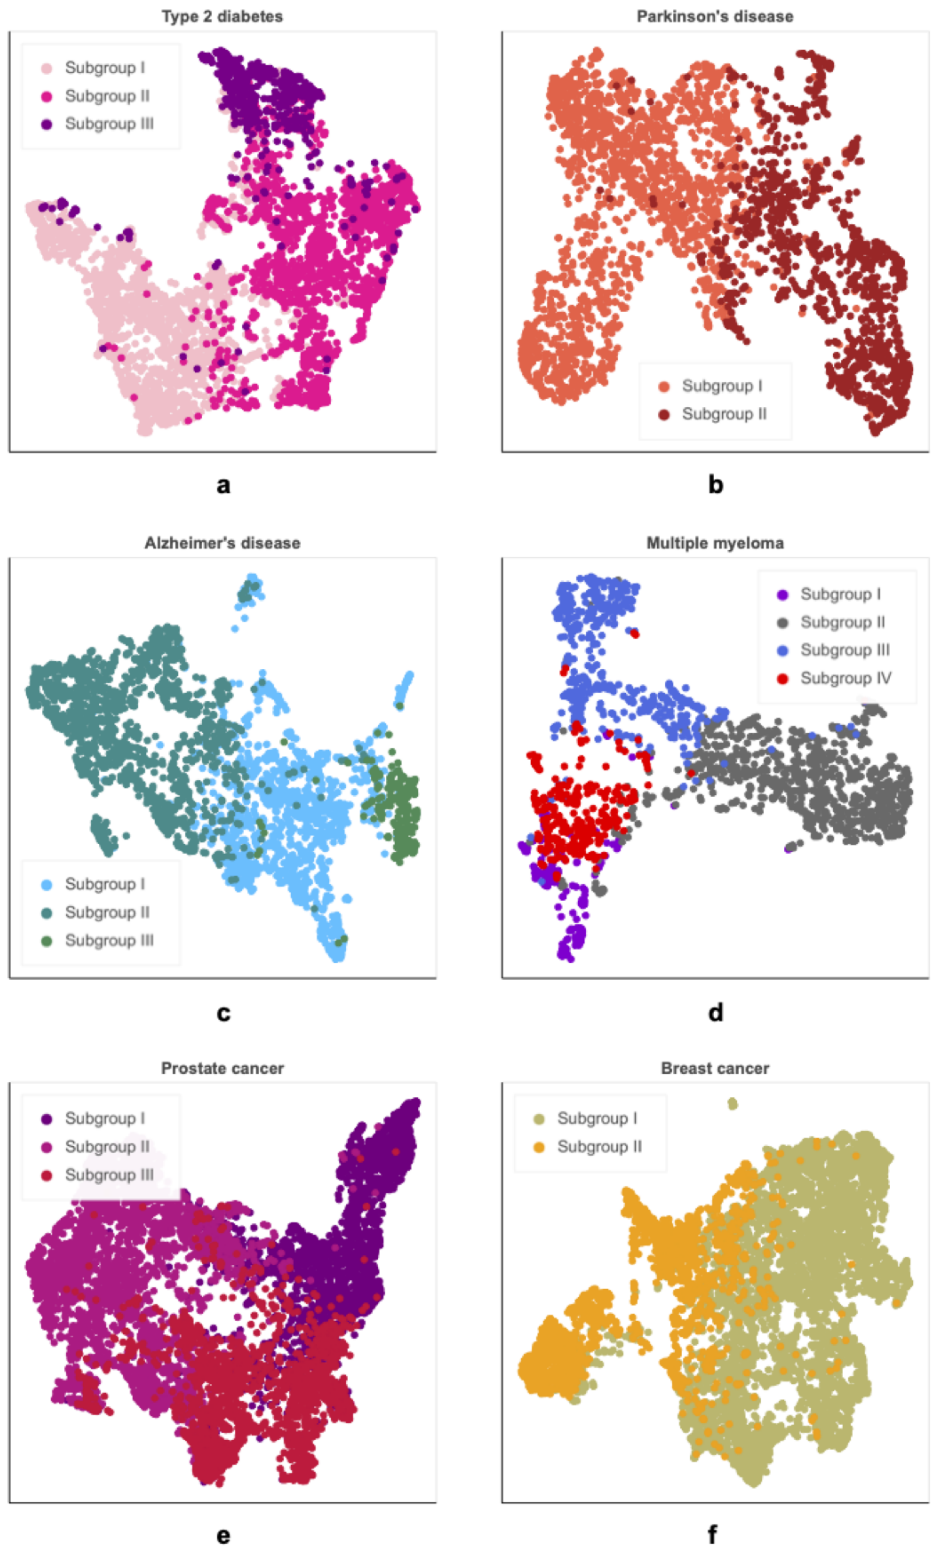 Type 2 diabetes
Subgroup I
Subgroup II
Subgroup III
a
Parkinson's disease
Subgroup I
Subgroup II
b
Alzheimer's disease
Subgroup I
Subgroup II
Subgroup III
c
Multiple myeloma
Subgroup I
Subgroup II
Subgroup III
Subgroup IV
d
Prostate cancer
Subgroup I
Subgroup II
Subgroup III
e
Breast cancer
Subgroup I
Subgroup II
f